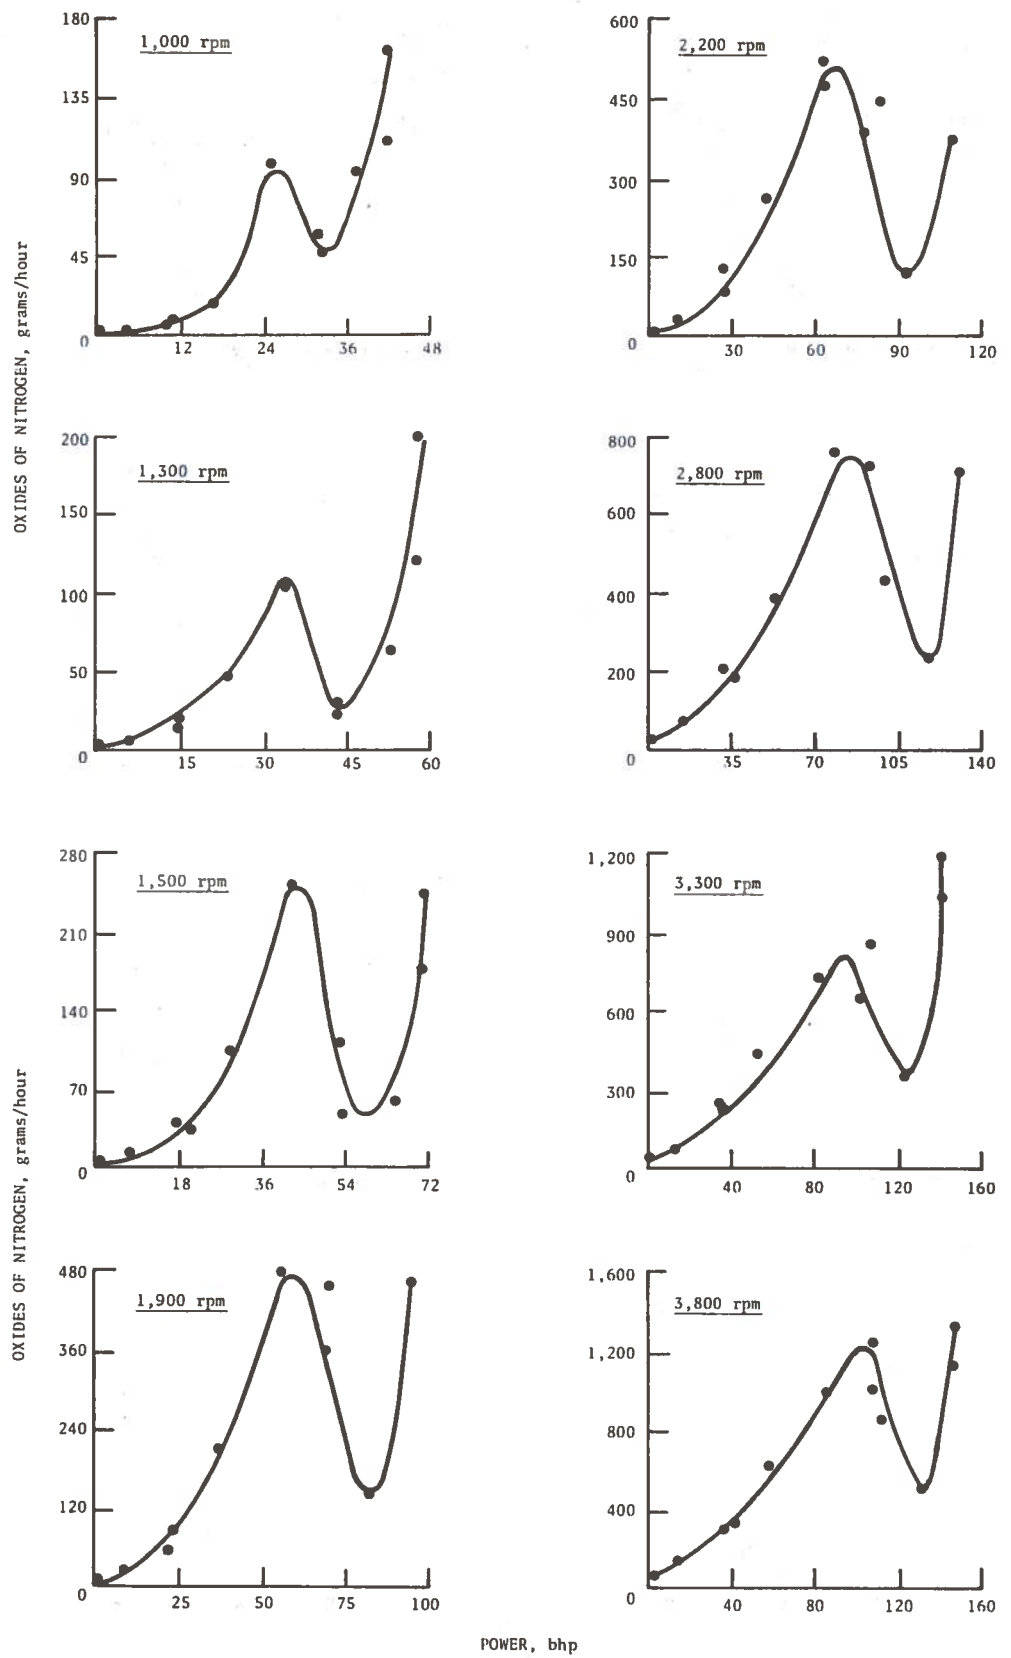 180
1,000 rpm
135
90
45
0
12 24 36 48
600
2,200 rpm
450
300
150
0
30 60 90 120
OXIDES OF NITROGEN, grams/hour
200
1,300 rpm
150
100
50
0
15 30 45 60
800
2,800 rpm
600
400
200
0
35 70 105 140
280
1,500 rpm
210
140
70
0
18 36 54 72
1,200
3,300 rpm
900
600
300
0
40 80 120 160
OXIDES OF NITROGEN, grams/hour
480
1,900 rpm
360
240
120
0
25 50 75 100
1,600
3,800 rpm
1,200
800
400
0
40 80 120 160
POWER, bhp